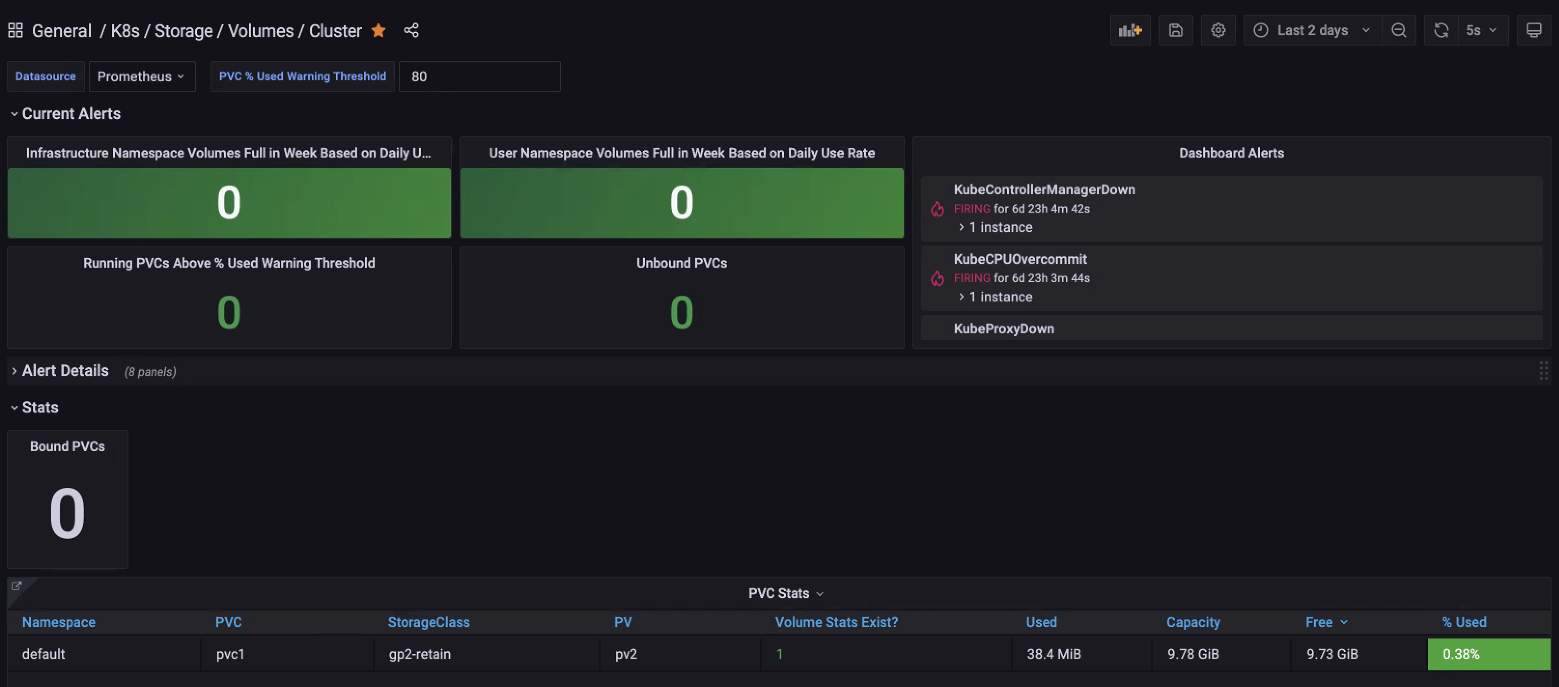 General / K8s / Storage / Volumes / Cluster
Last 2 days
5s
Datasource Prometheus PVC % Used Warning Threshold 80
Current Alerts
Infrastructure Namespace Volumes Full in Week Based on Daily U...
0
User Namespace Volumes Full in Week Based on Daily Use Rate
0
Dashboard Alerts
KubeControllerManagerDown
FIRING for 6d 23h 4m 42s
1 instance
KubeCPUOvercommit
FIRING for 6d 23h 3m 44s
1 instance
KubeProxyDown
Running PVCs Above % Used Warning Threshold
0
Unbound PVCs
0
Alert Details (8 panels)
Stats
Bound PVCs
0
PVC Stats
Namespace PVC StorageClass PV Volume Stats Exist? Used Capacity Free % Used
default pvc1 gp2-retain pv2 1 38.4 MiB 9.78 GiB 9.73 GiB 0.38%